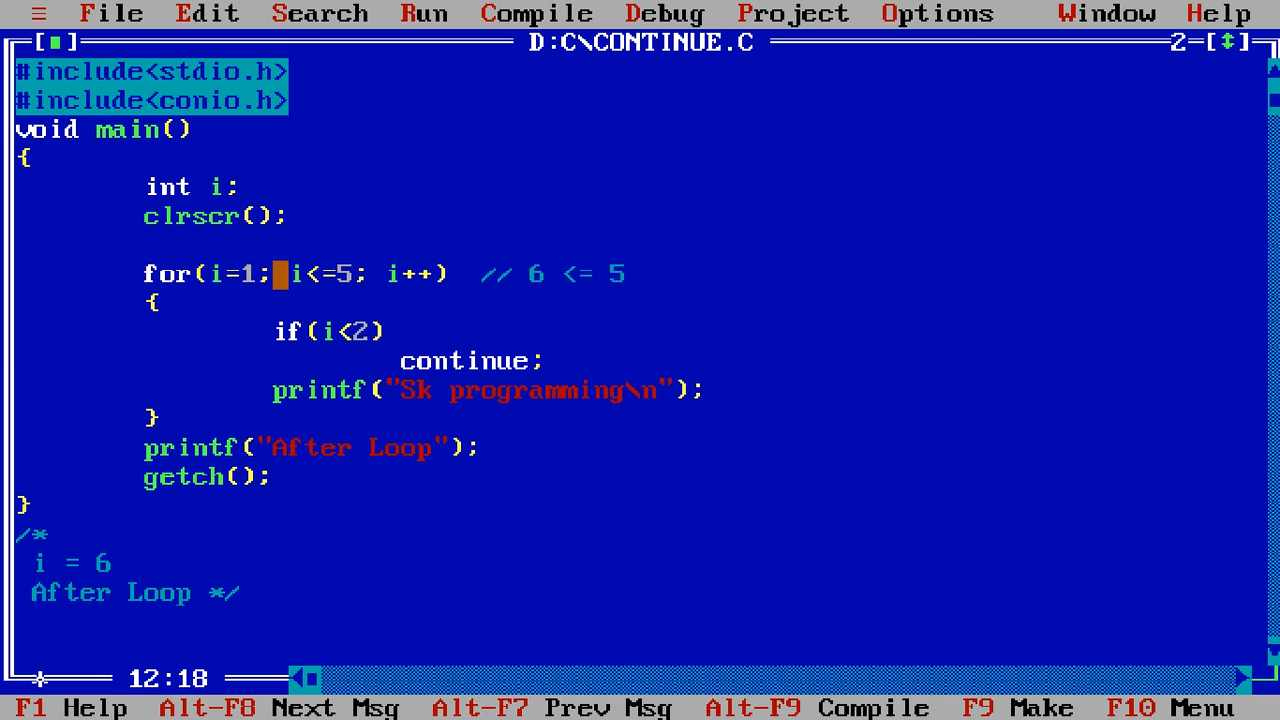 ≡ File Edit Search Run Compile Debug Project Options Window Help
[■] D:C\CONTINUE.C 2-[↕]
#include<stdio.h>
#include<conio.h>
void main()
{
int i;
clrscr();
for(i=1; i<=5; i++) // 6 <= 5
{
if(i<2)
continue;
printf("Sk programming\n");
}
printf("After Loop");
getch();
}
/*
i = 6
After Loop */
12:18
F1 Help Alt-F8 Next Msg Alt-F7 Prev Msg Alt-F9 Compile F9 Make F10 Menu